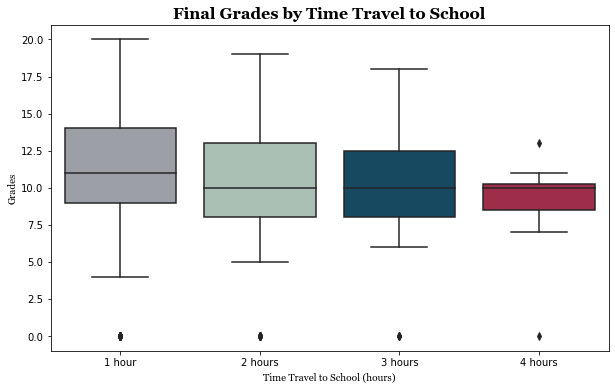 Final Grades by Time Travel to School
20.0
17.5
15.0
12.5
10.0
7.5
5.0
2.5
0.0
Grades
1 hour
2 hours
3 hours
4 hours
Time Travel to School (hours)